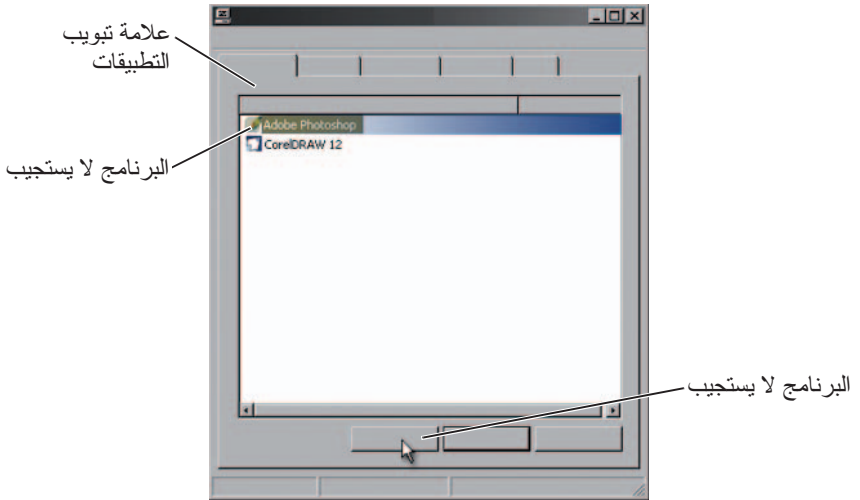 علامة تبويب
التطبيقات
Adobe Photoshop
CorelDRAW 12
البرنامج لا يستجيب
البرنامج لا يستجيب